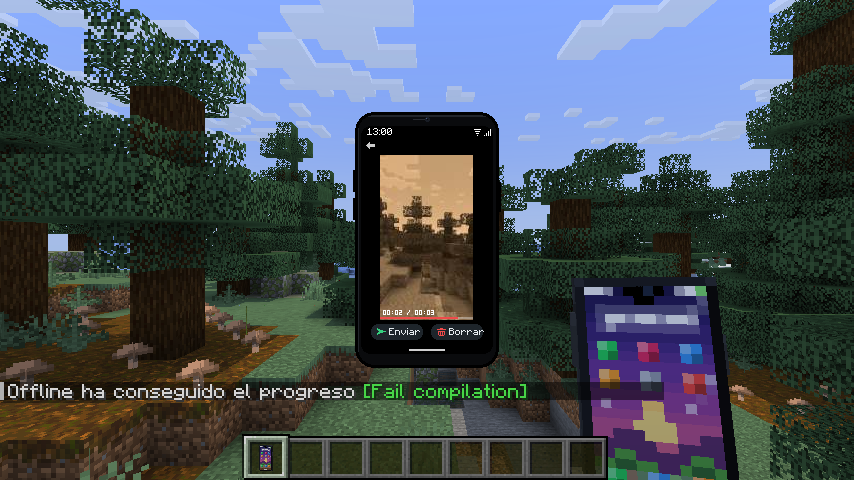 13:00
00:02 / 00:03
Enviar
Borrar
Offline ha conseguido el progreso [Fail compilation]